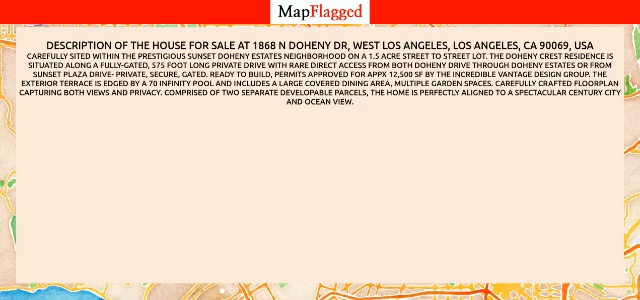 MapFlagged
DESCRIPTION OF THE HOUSE FOR SALE AT 1868 N DOHENY DR, WEST LOS ANGELES, LOS ANGELES, CA 90069, USA
CAREFULLY SITED WITHIN THE PRESTIGIOUS SUNSET DOHENY ESTATES NEIGHBORHOOD ON A 1.5 ACRE STREET TO STREET LOT. THE DOHENY CREST RESIDENCE IS
SITUATED ALONG A FULLY-GATED, 575 FOOT LONG PRIVATE DRIVE WITH RARE DIRECT ACCESS FROM BOTH DOHENY DRIVE THROUGH DOHENY ESTATES OR FROM
SUNSET PLAZA DRIVE- PRIVATE, SECURE, GATED. READY TO BUILD, PERMITS APPROVED FOR APPX 12,500 SF BY THE INCREDIBLE VANTAGE DESIGN GROUP. THE
EXTERIOR TERRACE IS EDGED BY A 70 INFINITY POOL AND INCLUDES A LARGE COVERED DINING AREA, MULTIPLE GARDEN SPACES. CAREFULLY CRAFTED FLOORPLAN
CAPTURING BOTH VIEWS AND PRIVACY. COMPRISED OF TWO SEPARATE DEVELOPABLE PARCELS, THE HOME IS PERFECTLY ALIGNED TO A SPECTACULAR CENTURY CITY
AND OCEAN VIEW.